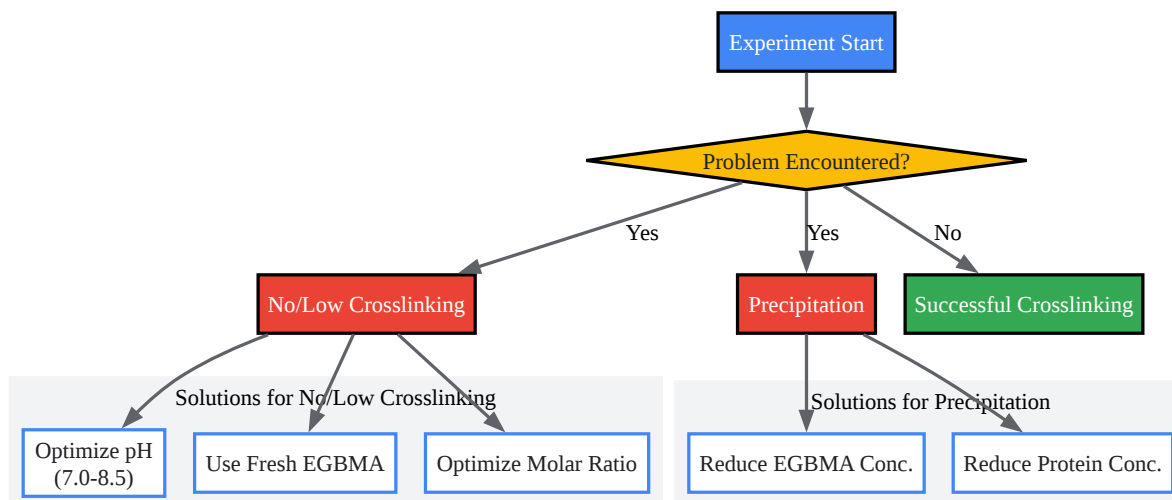 Experiment Start
Problem Encountered?
Yes
Yes
No
No/Low Crosslinking
Precipitation
Successful Crosslinking
Solutions for No/Low Crosslinking
Solutions for Precipitation
Optimize pH
(7.0-8.5)
Use Fresh EGBMA
Optimize Molar Ratio
Reduce EGBMA Conc.
Reduce Protein Conc.